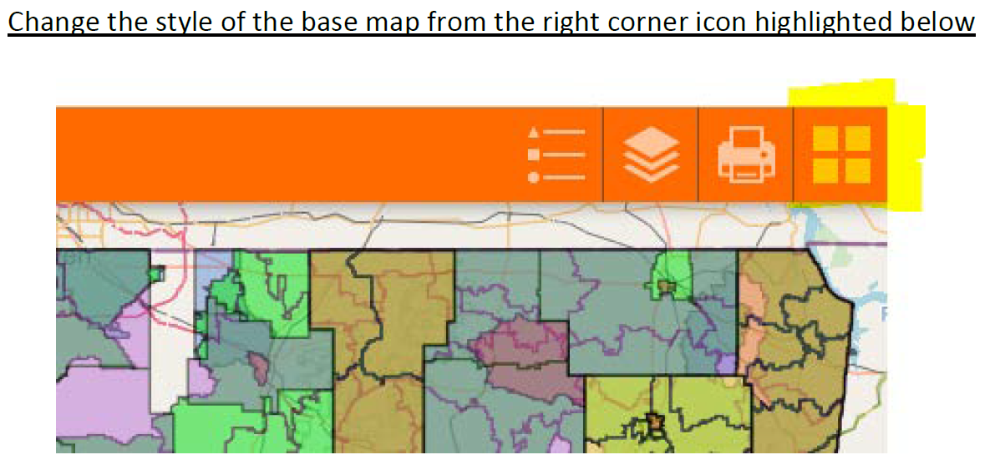 Change the style of the base map from the right corner icon highlighted below